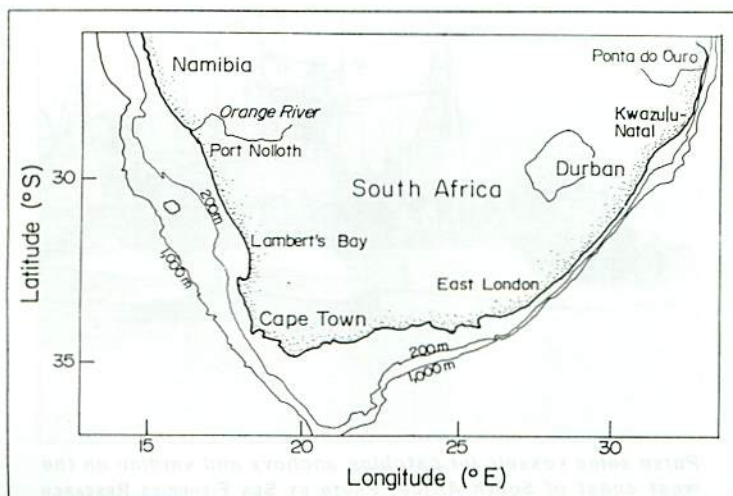 Ponta do Ouro
Namibia
Orange River
Kwazulu-
Natal
Port Nolloth
Durban
30
South Africa
200m
Latitude (°S)
Lambert's Bay
1,000m
East London
Cape Town
200m
35
1,000m
15
20
25
30
Longitude (°E)